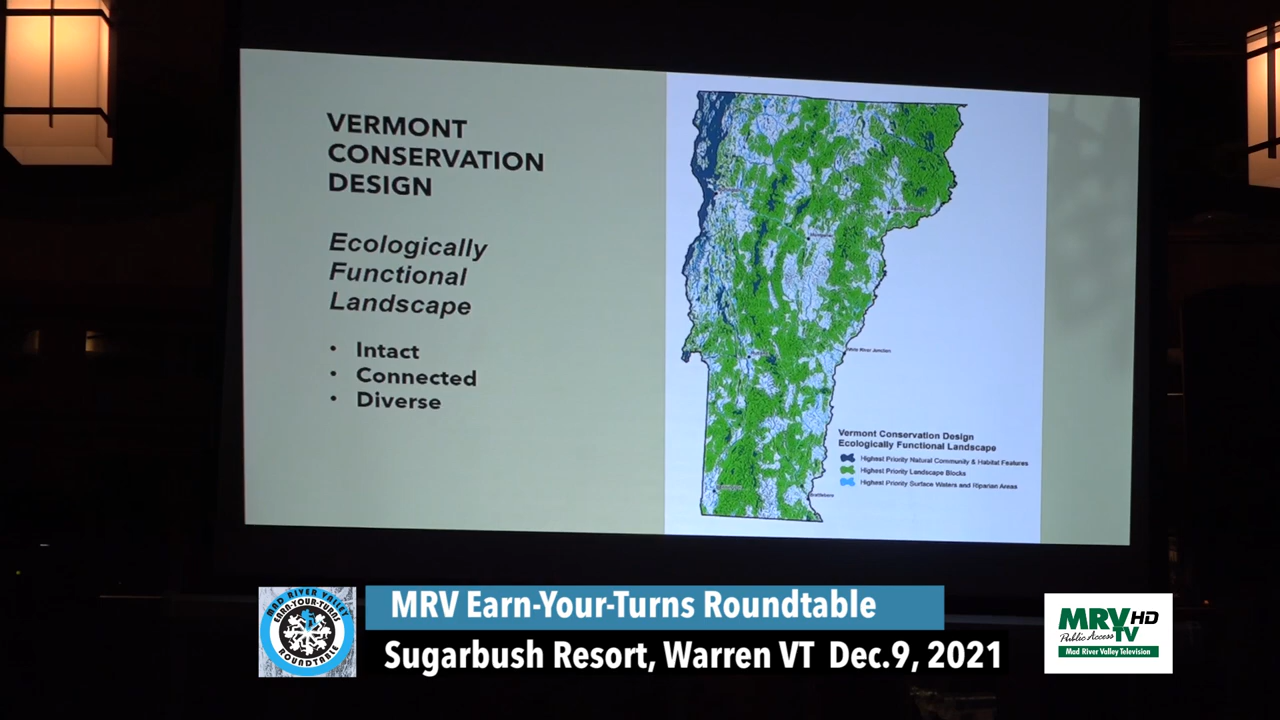 VERMONT
CONSERVATION
DESIGN
Ecologically
Functional
Landscape
• Intact
• Connected
• Diverse
White River Junction
Brattleboro
Vermont Conservation Design
Ecologically Functional Landscape
Highest Priority Natural Community & Habitat Features
Highest Priority Landscape Blocks
Highest Priority Surface Waters and Riparian Areas
MAD RIVER VALLEY
EARN-YOUR-TURNS
ROUNDTABLE
MRV Earn-Your-Turns Roundtable
Sugarbush Resort, Warren VT Dec.9, 2021
MRV HD
Public Access TV
Mad River Valley Television